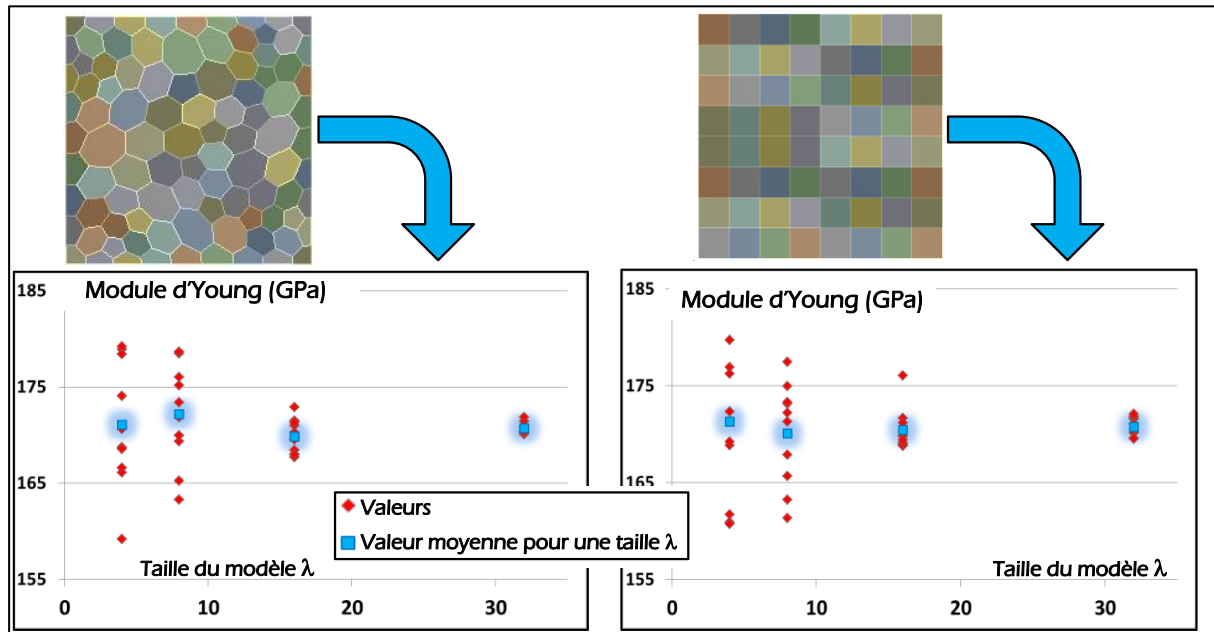 Module d'Young (GPa)
185
175
165
155
0
10
20
30
Taille du modèle λ
Module d'Young (GPa)
185
175
165
155
0
10
20
30
Taille du modèle λ
Valeurs
Valeur moyenne pour une taille λ